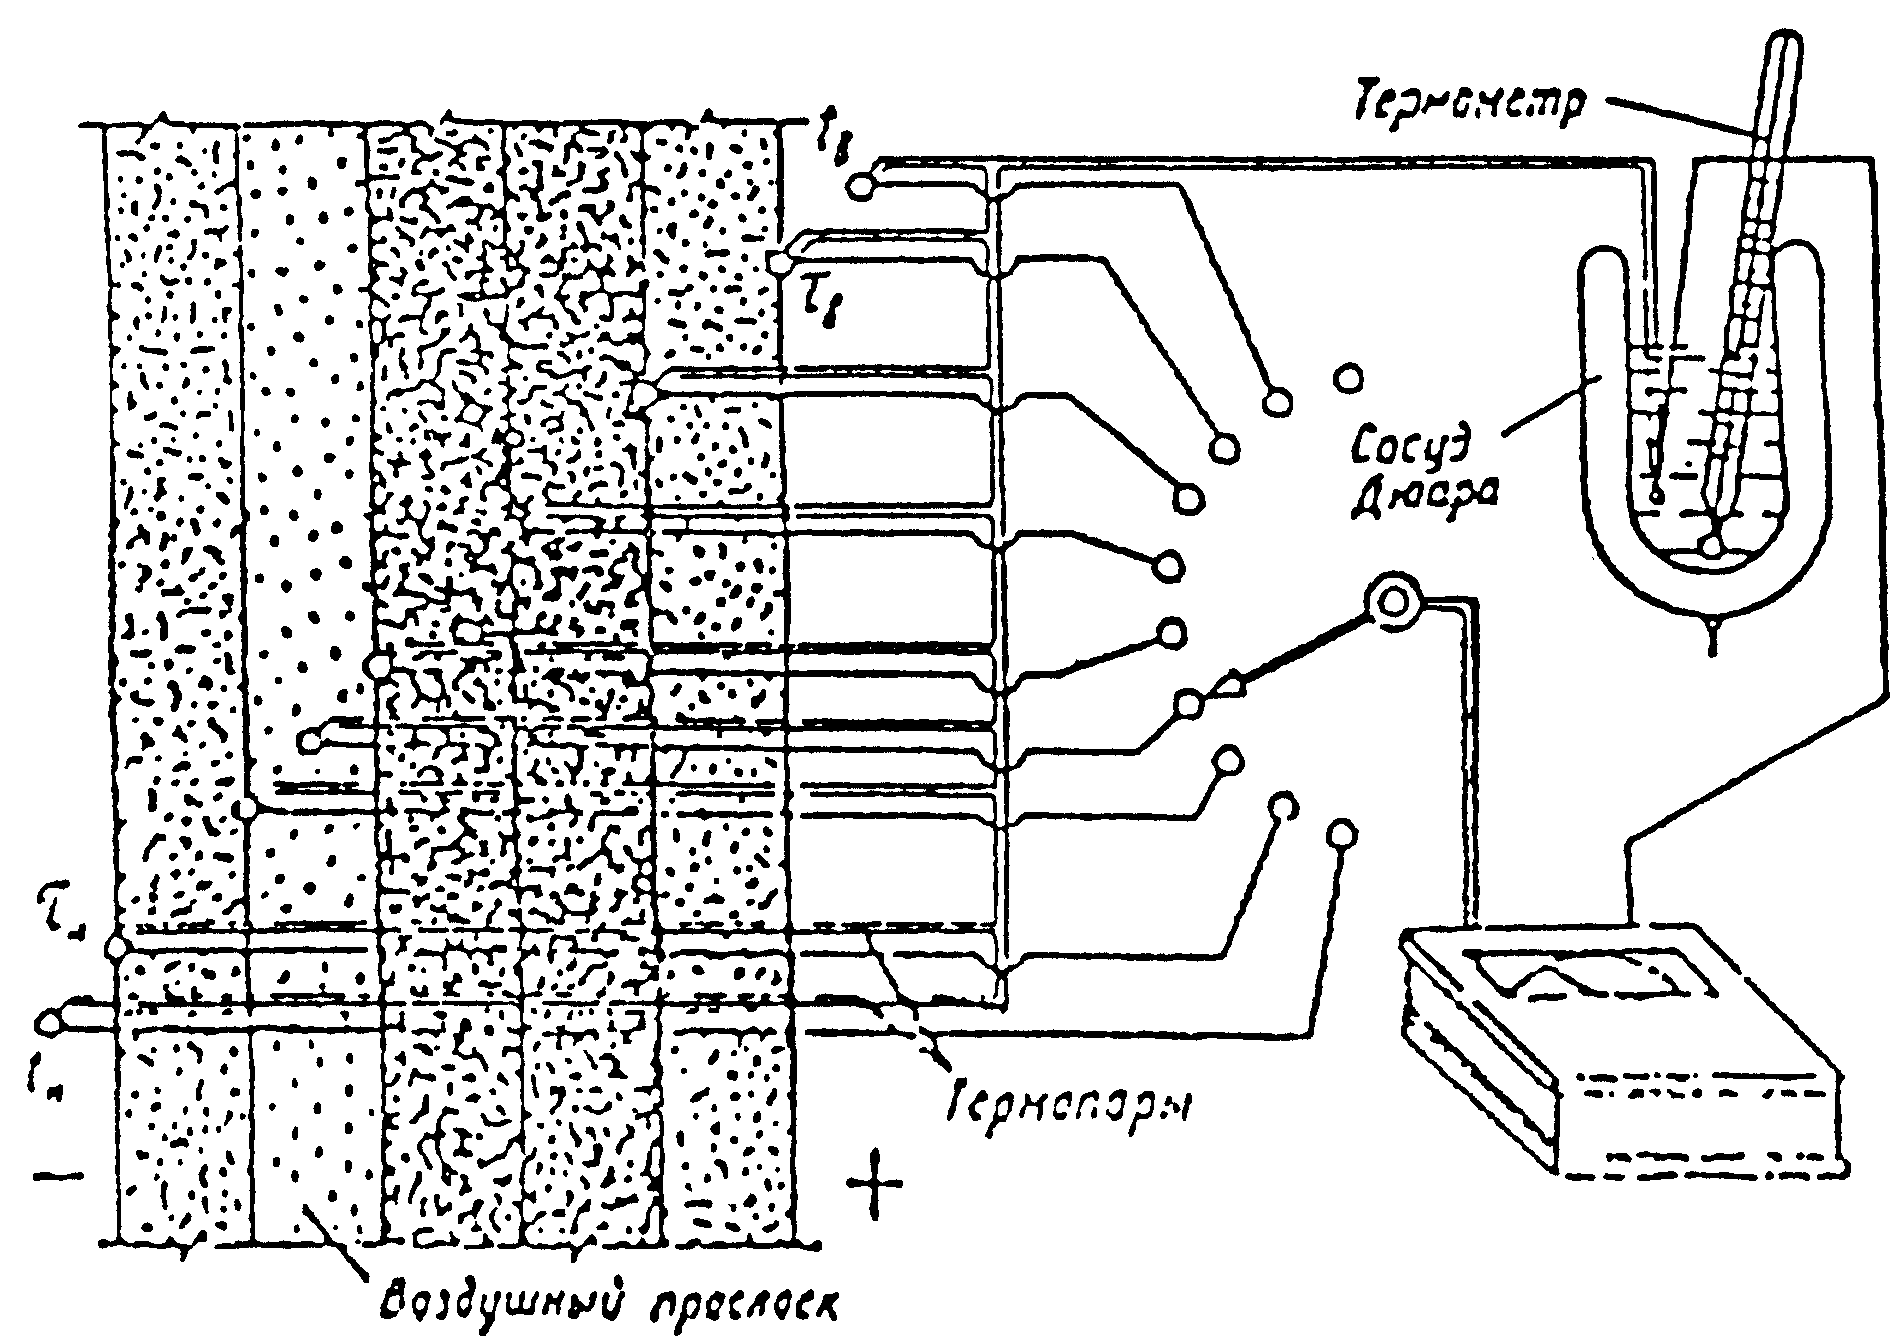 Термометр
tв
τв
Сосуд
Дюара
τн
tн
Термопары
−
+
Воздушный прослоек